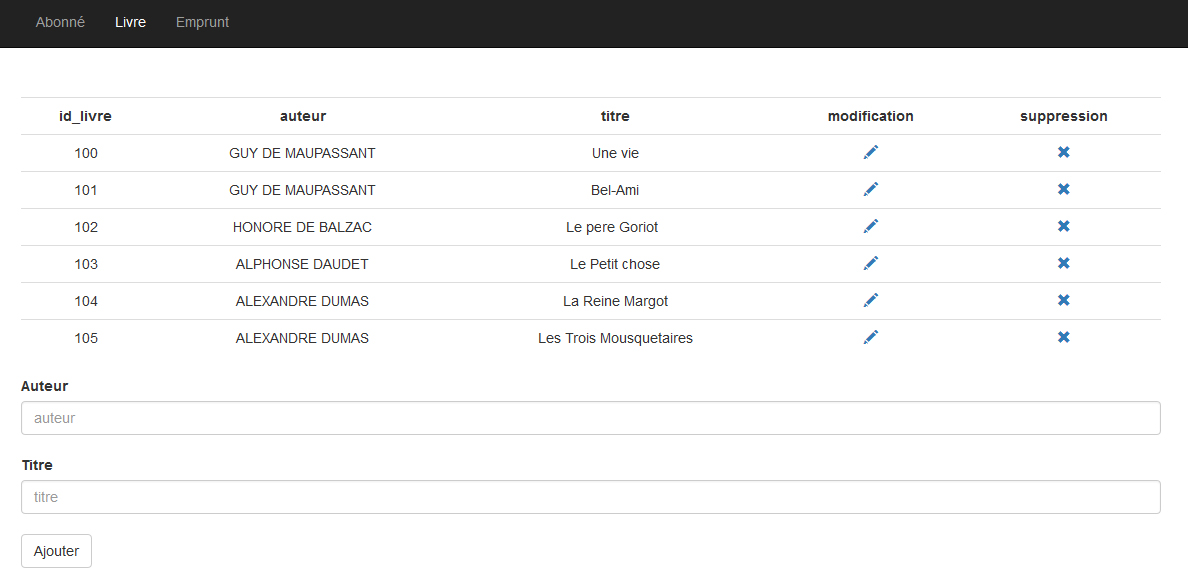 Abonné Livre Emprunt
id_livre auteur titre modification suppression
100 GUY DE MAUPASSANT Une vie
101 GUY DE MAUPASSANT Bel-Ami
102 HONORE DE BALZAC Le pere Goriot
103 ALPHONSE DAUDET Le Petit chose
104 ALEXANDRE DUMAS La Reine Margot
105 ALEXANDRE DUMAS Les Trois Mousquetaires
Auteur
auteur
Titre
titre
Ajouter